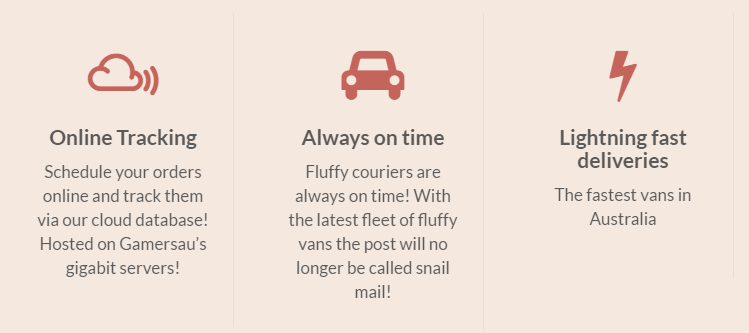 Online Tracking
Schedule your orders
online and track them
via our cloud database!
Hosted on Gamersau's
gigabit servers!
Always on time
Fluffy couriers are
always on time! With
the latest fleet of fluffy
vans the post will no
longer be called snail
mail!
Lightning fast
deliveries
The fastest vans in
Australia